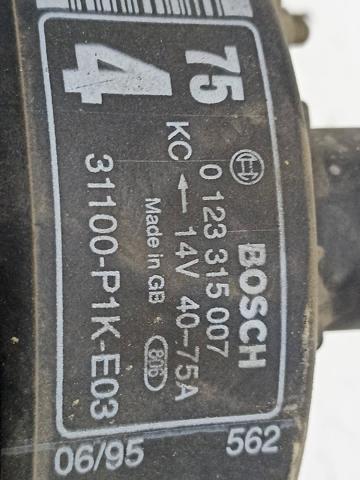 75
4
BOSCH
0 123 315 007
KC ← 14V 40-75A
Made in GB 806
31100-P1K-E03
06/95 562